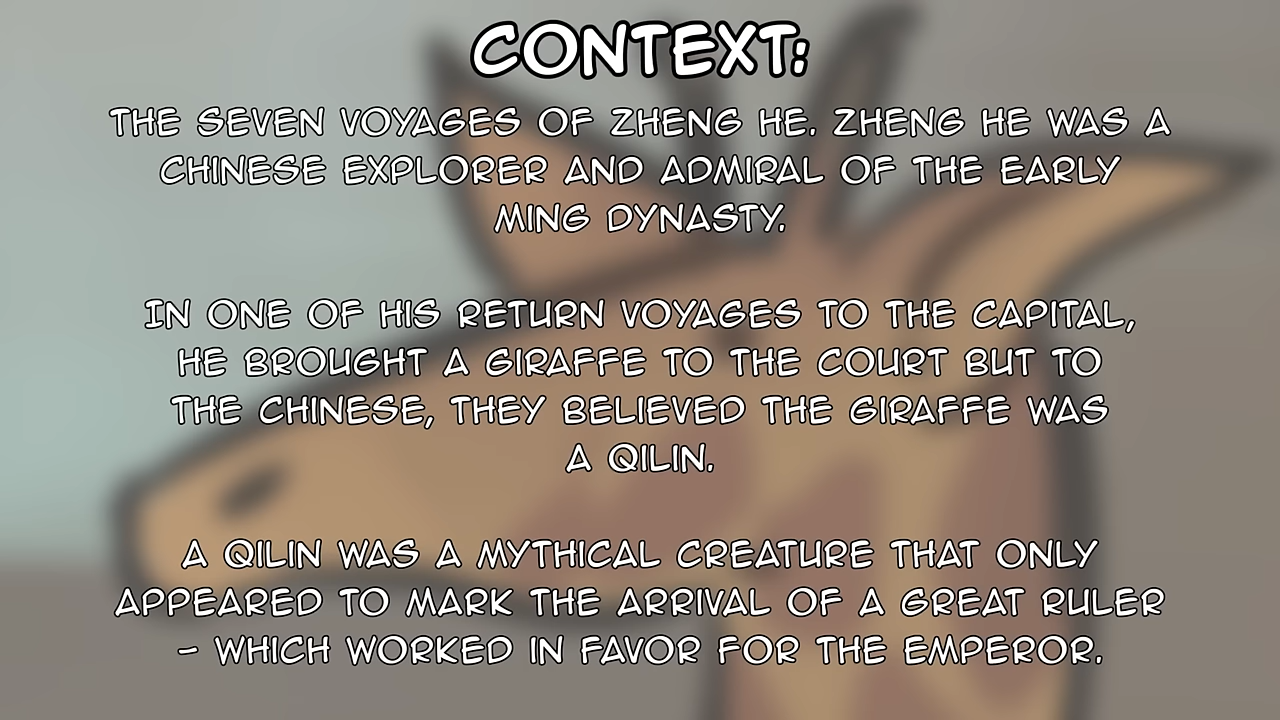 CONTEXT:
THE SEVEN VOYAGES OF ZHENG HE. ZHENG HE WAS A
CHINESE EXPLORER AND ADMIRAL OF THE EARLY
MING DYNASTY.
IN ONE OF HIS RETURN VOYAGES TO THE CAPITAL,
HE BROUGHT A GIRAFFE TO THE COURT BUT TO
THE CHINESE, THEY BELIEVED THE GIRAFFE WAS
A QILIN.
A QILIN WAS A MYTHICAL CREATURE THAT ONLY
APPEARED TO MARK THE ARRIVAL OF A GREAT RULER
- WHICH WORKED IN FAVOR FOR THE EMPEROR.